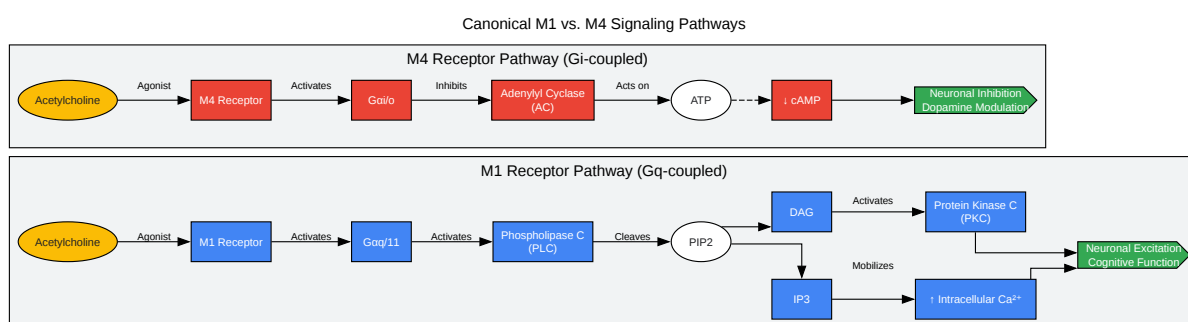 Canonical M1 vs. M4 Signaling Pathways
M4 Receptor Pathway (Gi-coupled)
Acetylcholine
Agonist
M4 Receptor
Activates
Gαi/o
Inhibits
Adenylyl Cyclase
(AC)
Acts on
ATP
↓ cAMP
Neuronal Inhibition
Dopamine Modulation
M1 Receptor Pathway (Gq-coupled)
Acetylcholine
Agonist
M1 Receptor
Activates
Gαq/11
Activates
Phospholipase C
(PLC)
Cleaves
PIP2
DAG
Activates
Protein Kinase C
(PKC)
IP3
Mobilizes
↑ Intracellular Ca²⁺
Neuronal Excitation
Cognitive Function